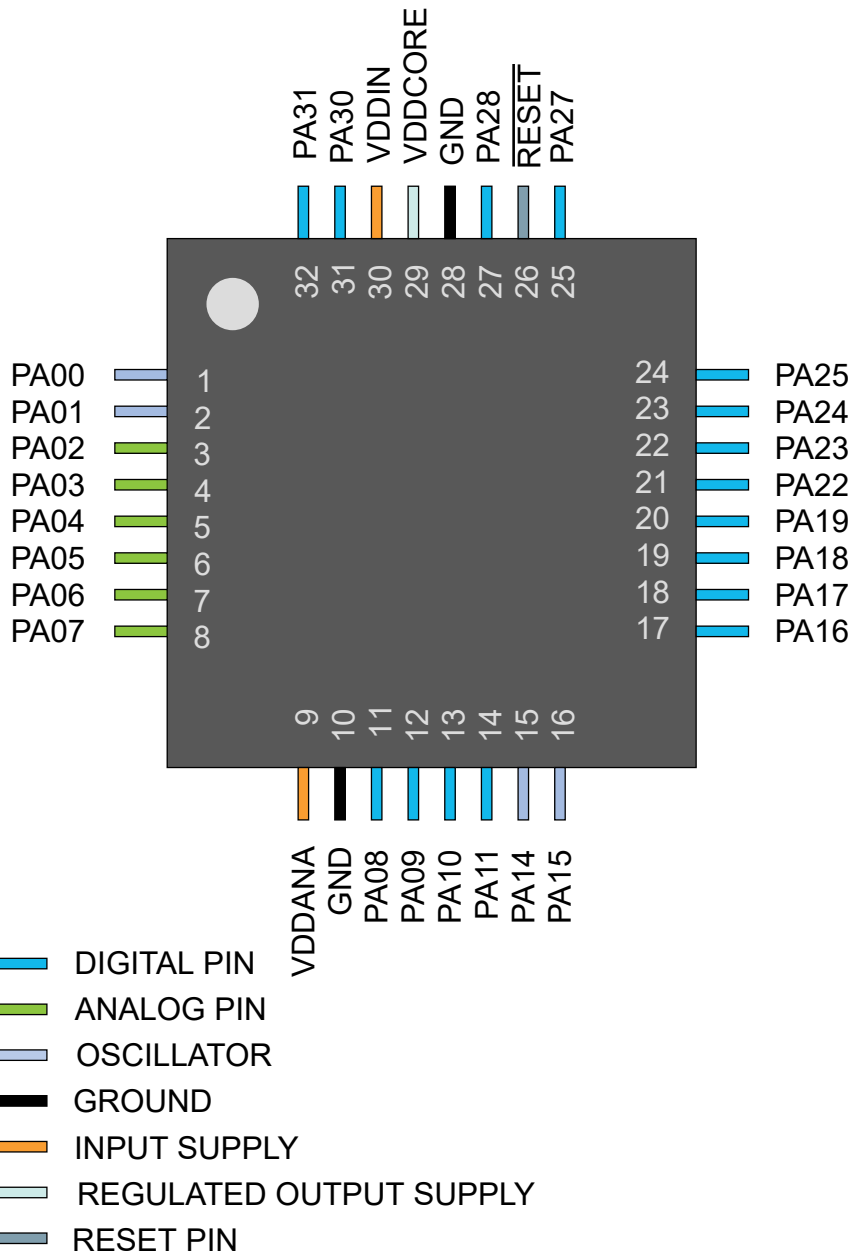 PA31
PA30
VDDIN
VDDCORE
GND
PA28
RESET
PA27
32
31
30
29
28
27
26
25
PA00 1
PA01 2
PA02 3
PA03 4
PA04 5
PA05 6
PA06 7
PA07 8
24 PA25
23 PA24
22 PA23
21 PA22
20 PA19
19 PA18
18 PA17
17 PA16
9
10
11
12
13
14
15
16
VDDANA
GND
PA08
PA09
PA10
PA11
PA14
PA15
DIGITAL PIN
ANALOG PIN
OSCILLATOR
GROUND
INPUT SUPPLY
REGULATED OUTPUT SUPPLY
RESET PIN